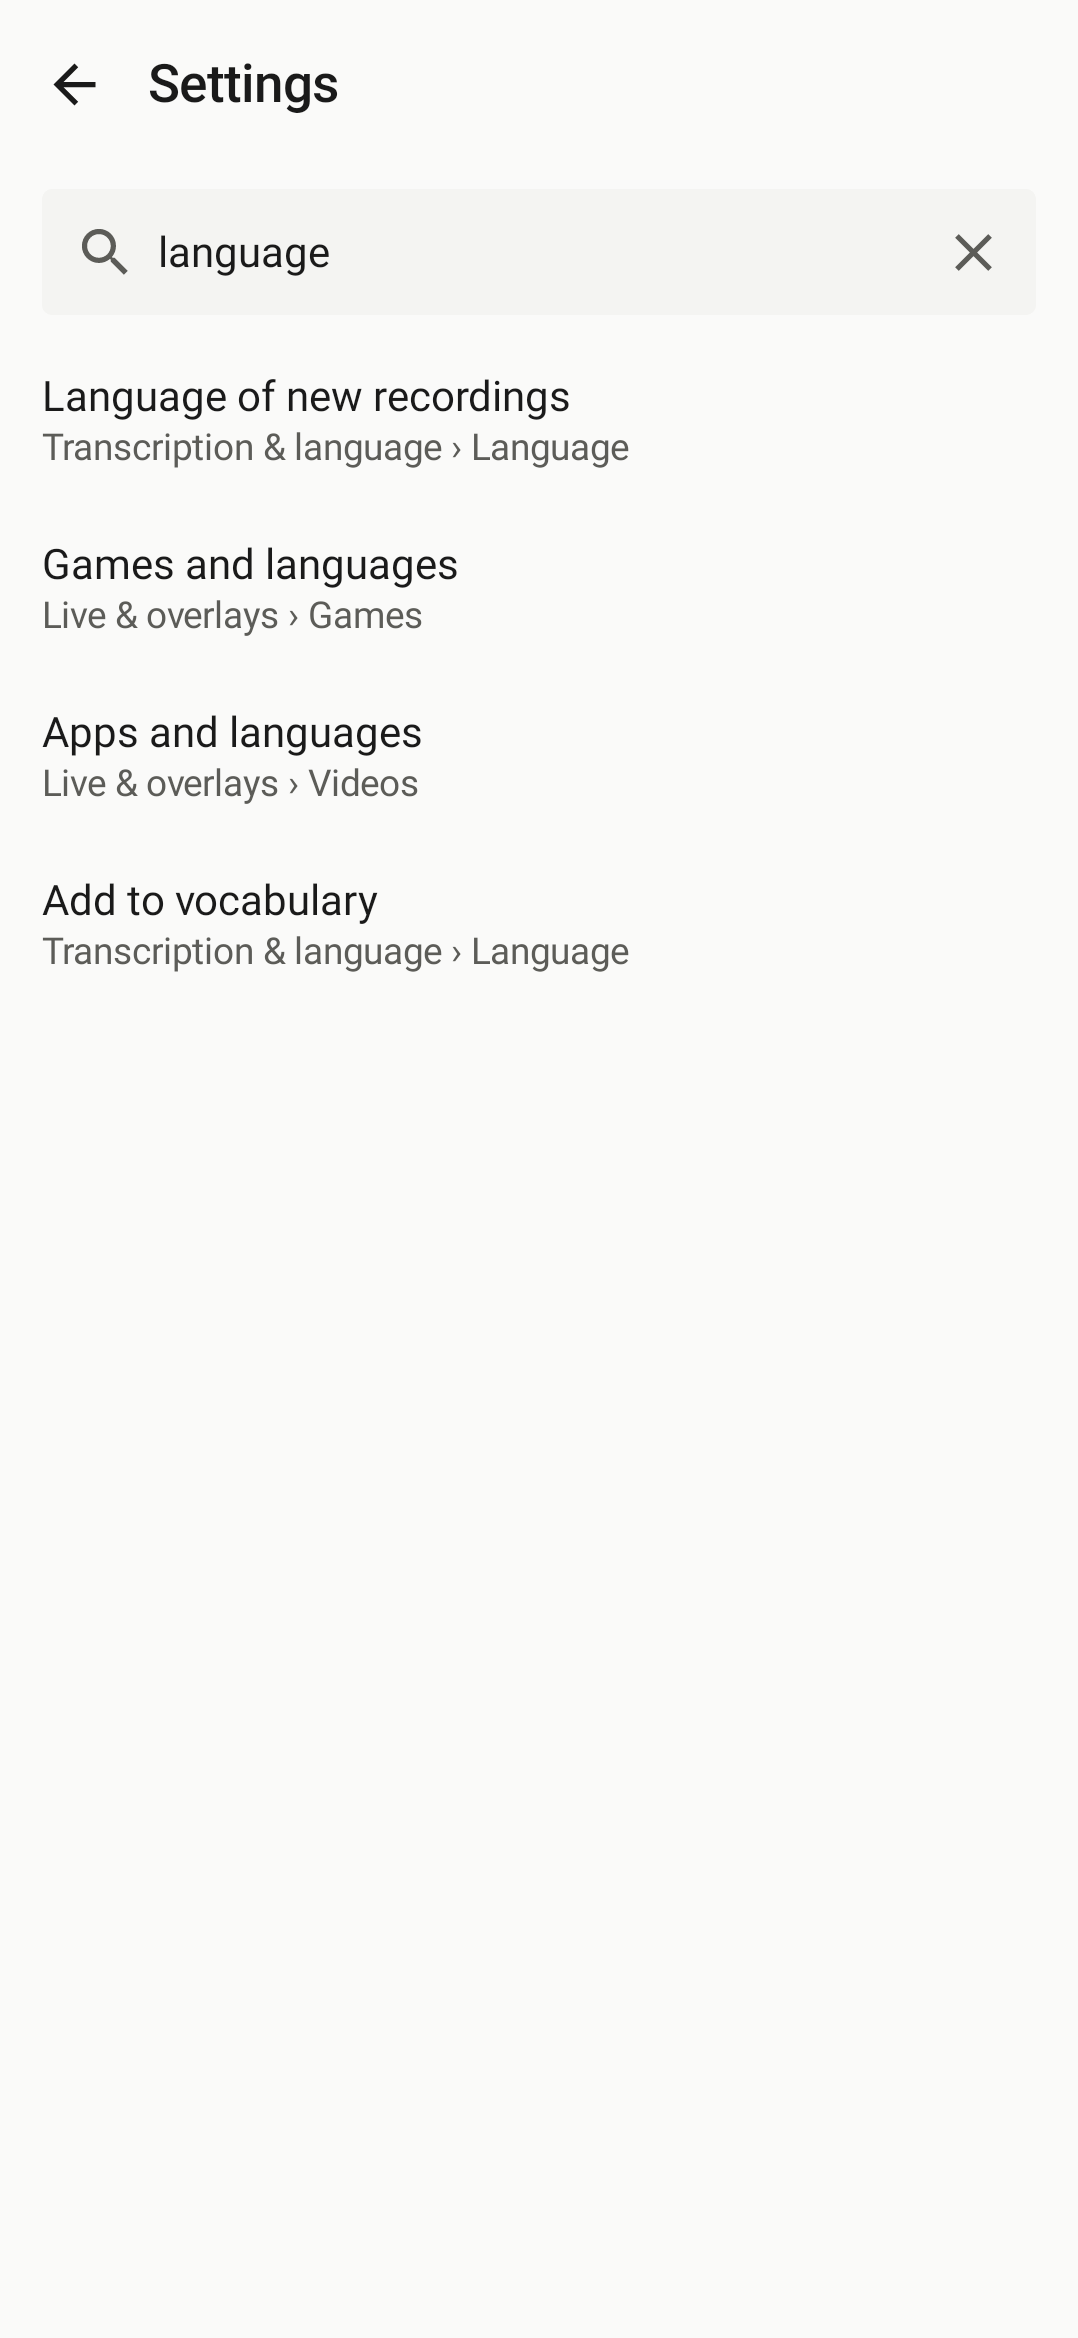 Settings
language
Language of new recordings
Transcription & language › Language
Games and languages
Live & overlays › Games
Apps and languages
Live & overlays › Videos
Add to vocabulary
Transcription & language › Language